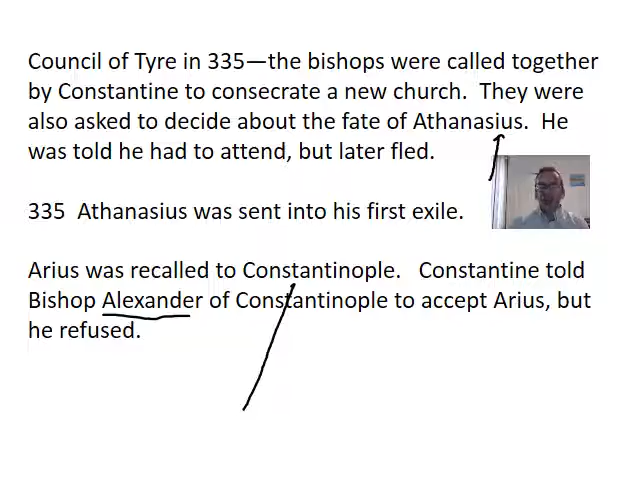 Council of Tyre in 335—the bishops were called together
by Constantine to consecrate a new church.  They were
also asked to decide about the fate of Athanasius.  He
was told he had to attend, but later fled.
335  Athanasius was sent into his first exile.
Arius was recalled to Constantinople.   Constantine told
Bishop Alexander of Constantinople to accept Arius, but
he refused.